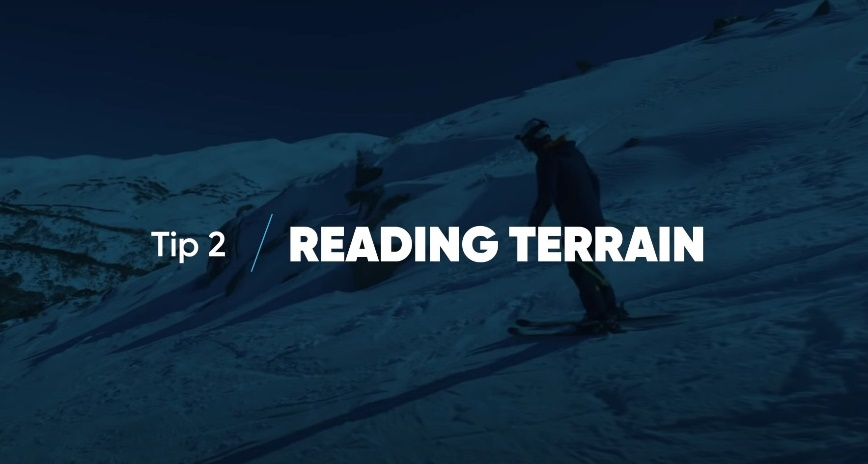 Tip 2 / READING TERRAIN